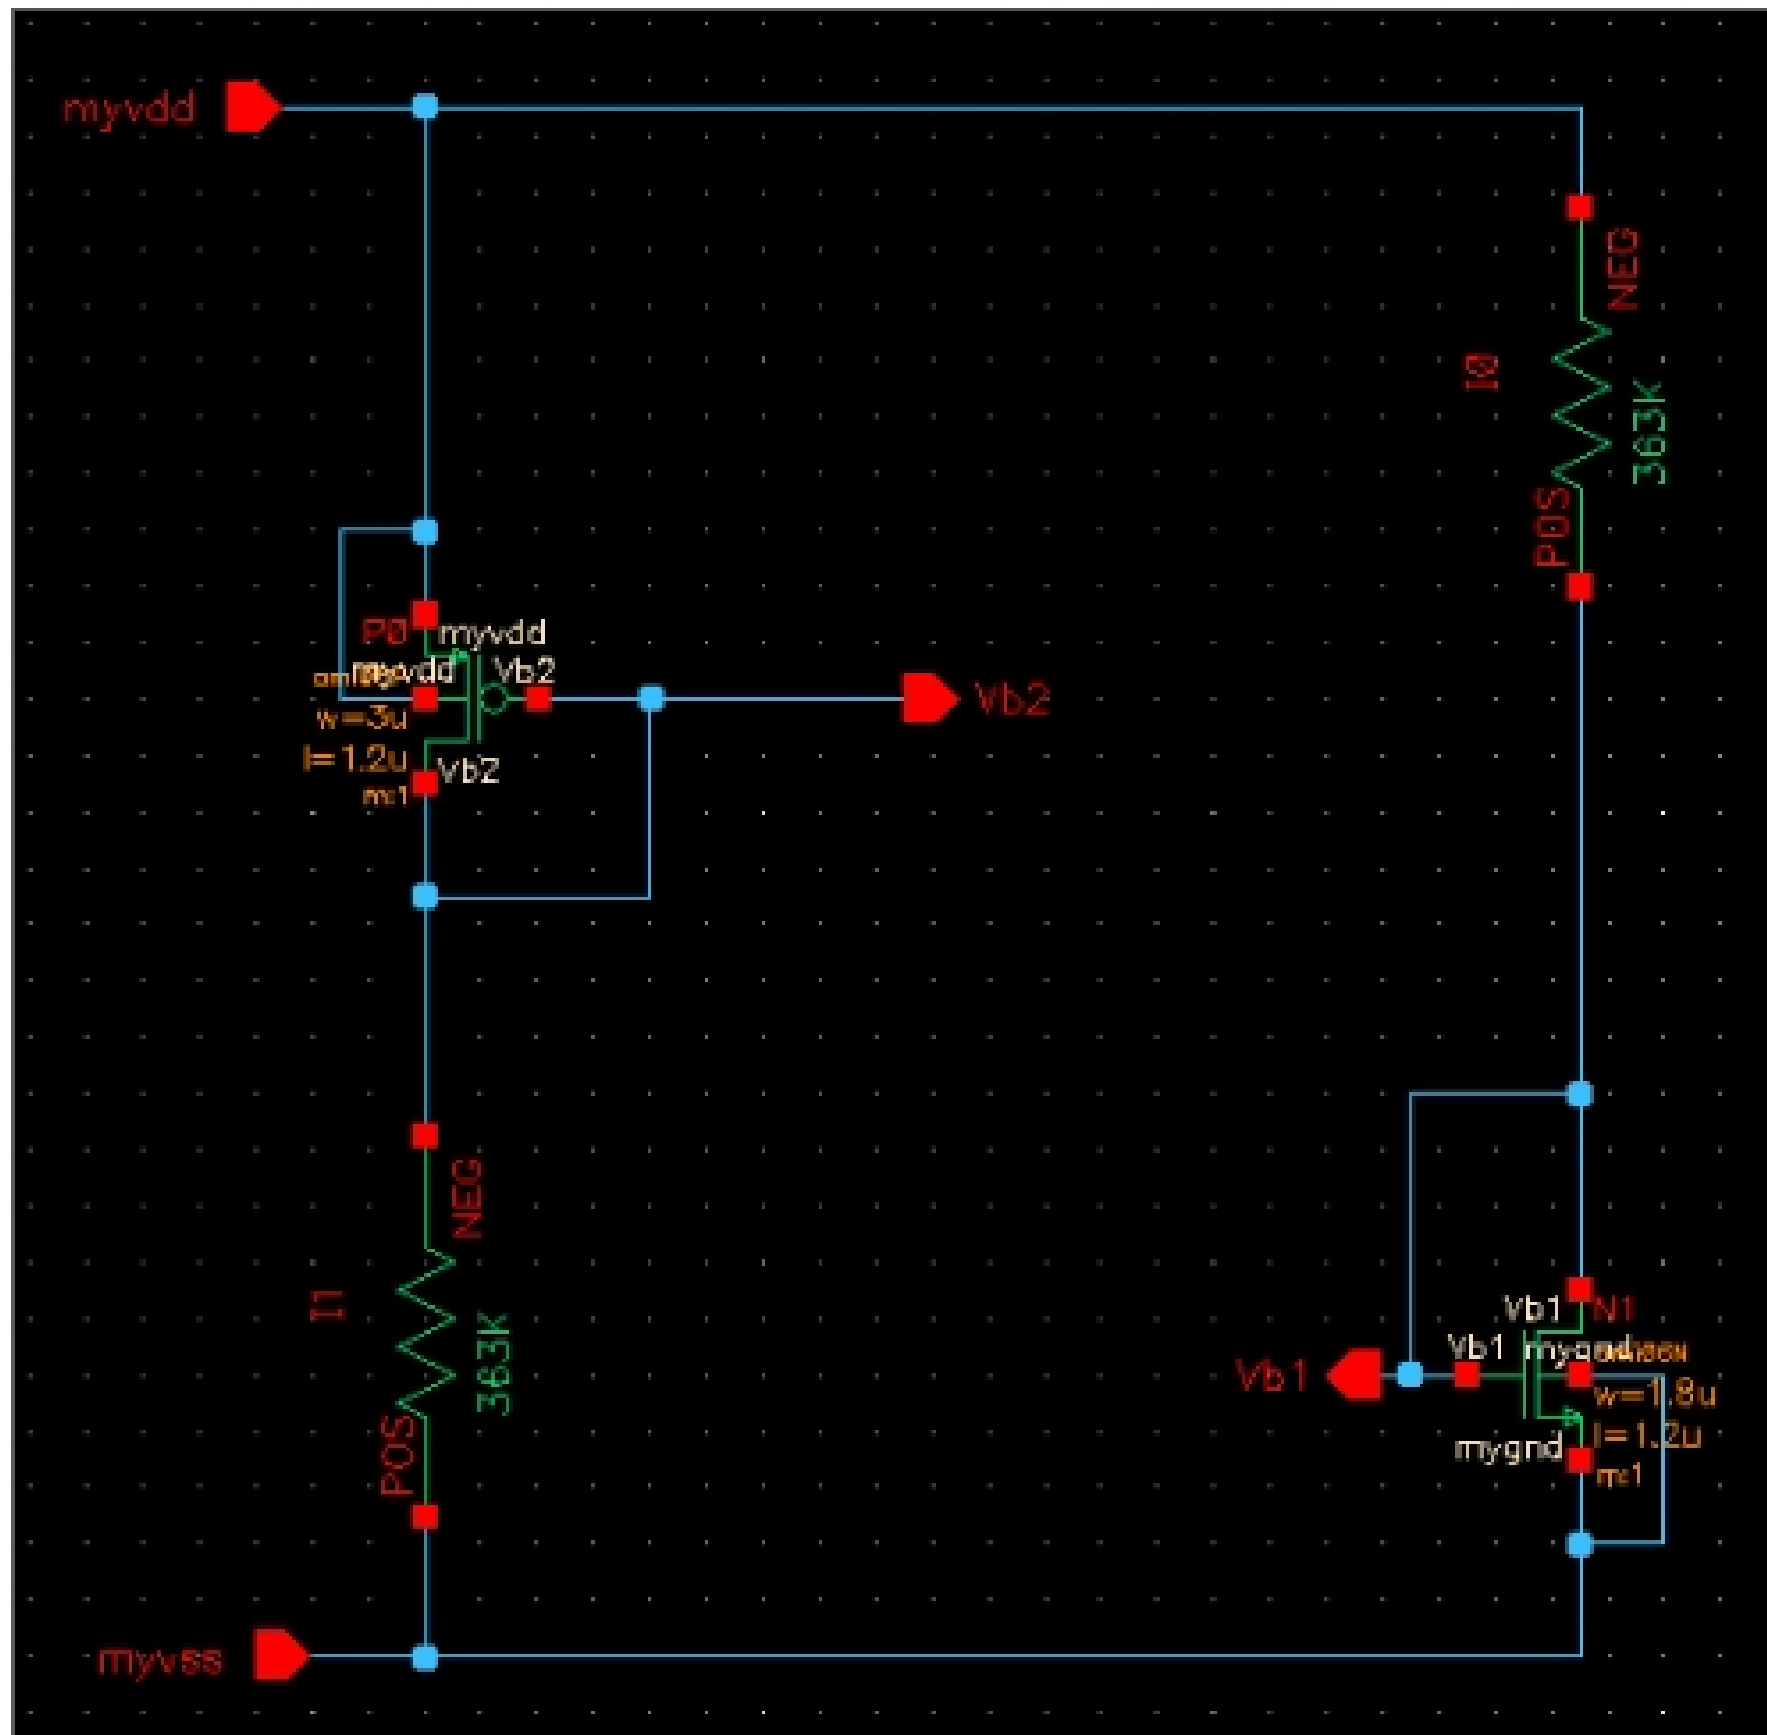 myvdd
NEG
I0
363K
POS
P0
myvdd
myvdd
Vb2
w=3u
l=1.2u
m:1
Vb2
Vb2
NEG
I1
363K
POS
Vb1
N1
Vb1
Vb1
w=1.8u
mygnd
l=1.2u
m:1
myvss